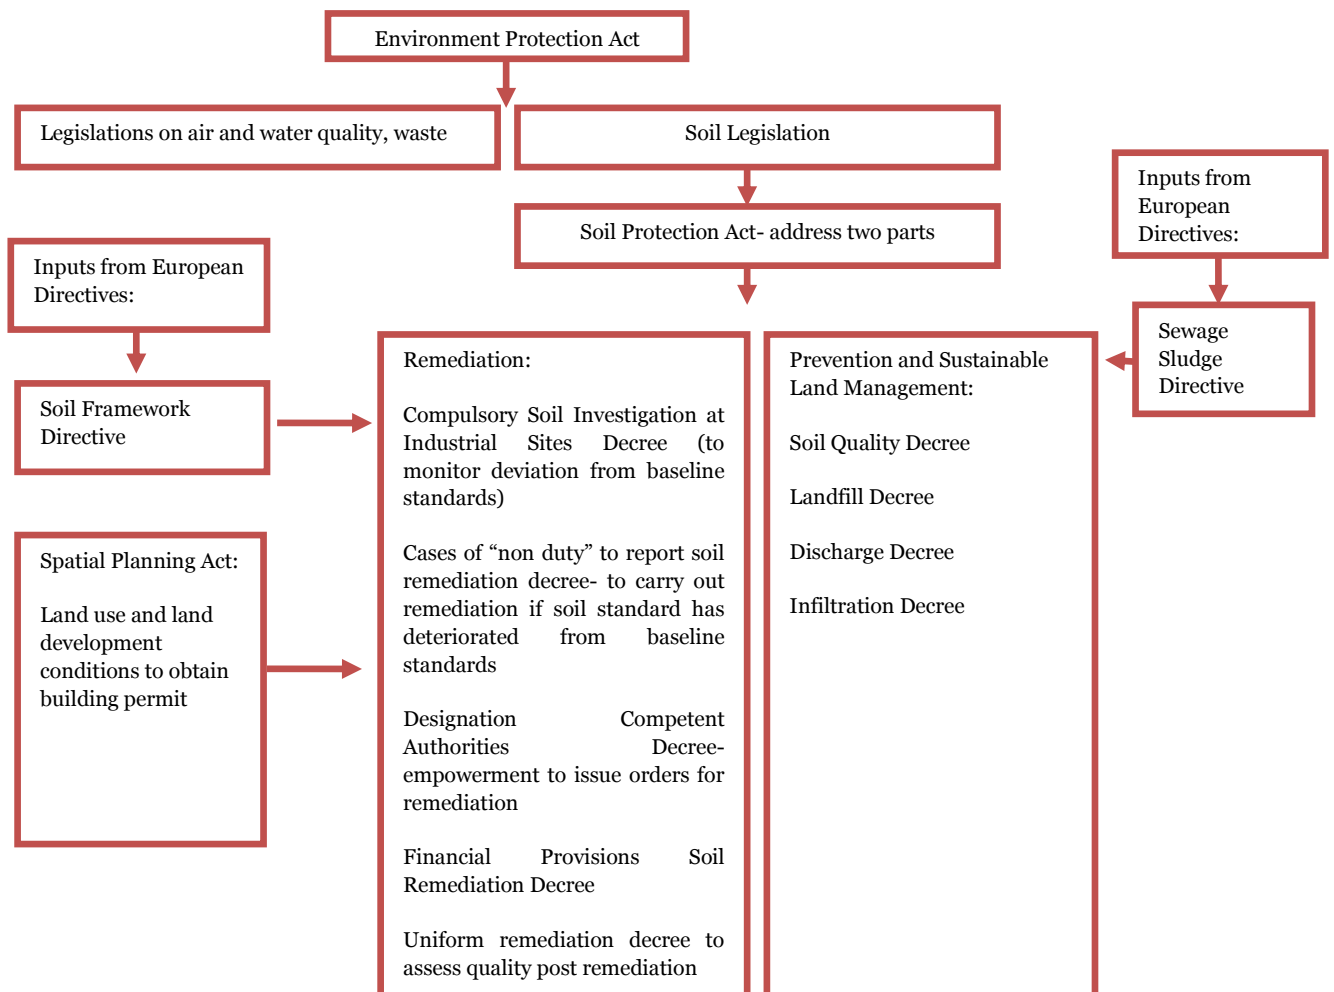 Environment Protection Act
Legislations on air and water quality, waste
Soil Legislation
Soil Protection Act- address two parts
Inputs from
European
Directives:
Sewage
Sludge
Directive
Inputs from European
Directives:
Soil Framework
Directive
Spatial Planning Act:
Land use and land
development
conditions to obtain
building permit
Remediation:
Compulsory Soil Investigation at
Industrial Sites Decree (to
monitor deviation from baseline
standards)
Cases of “non duty” to report soil
remediation decree- to carry out
remediation if soil standard has
deteriorated from baseline
standards
Designation Competent
Authorities Decree-
empowerment to issue orders for
remediation
Financial Provisions Soil
Remediation Decree
Uniform remediation decree to
assess quality post remediation
Prevention and Sustainable
Land Management:
Soil Quality Decree
Landfill Decree
Discharge Decree
Infiltration Decree